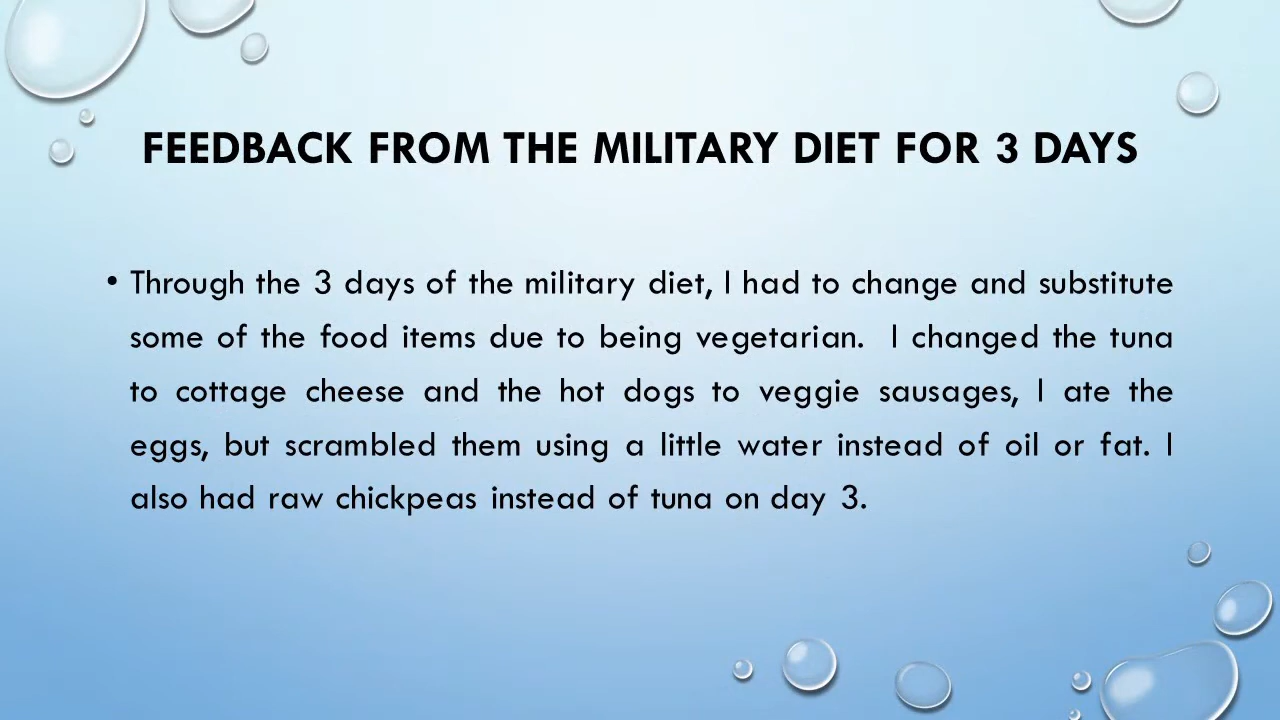 FEEDBACK FROM THE MILITARY DIET FOR 3 DAYS
• Through the 3 days of the military diet, I had to change and substitute
some of the food items due to being vegetarian. I changed the tuna
to cottage cheese and the hot dogs to veggie sausages, I ate the
eggs, but scrambled them using a little water instead of oil or fat. I
also had raw chickpeas instead of tuna on day 3.